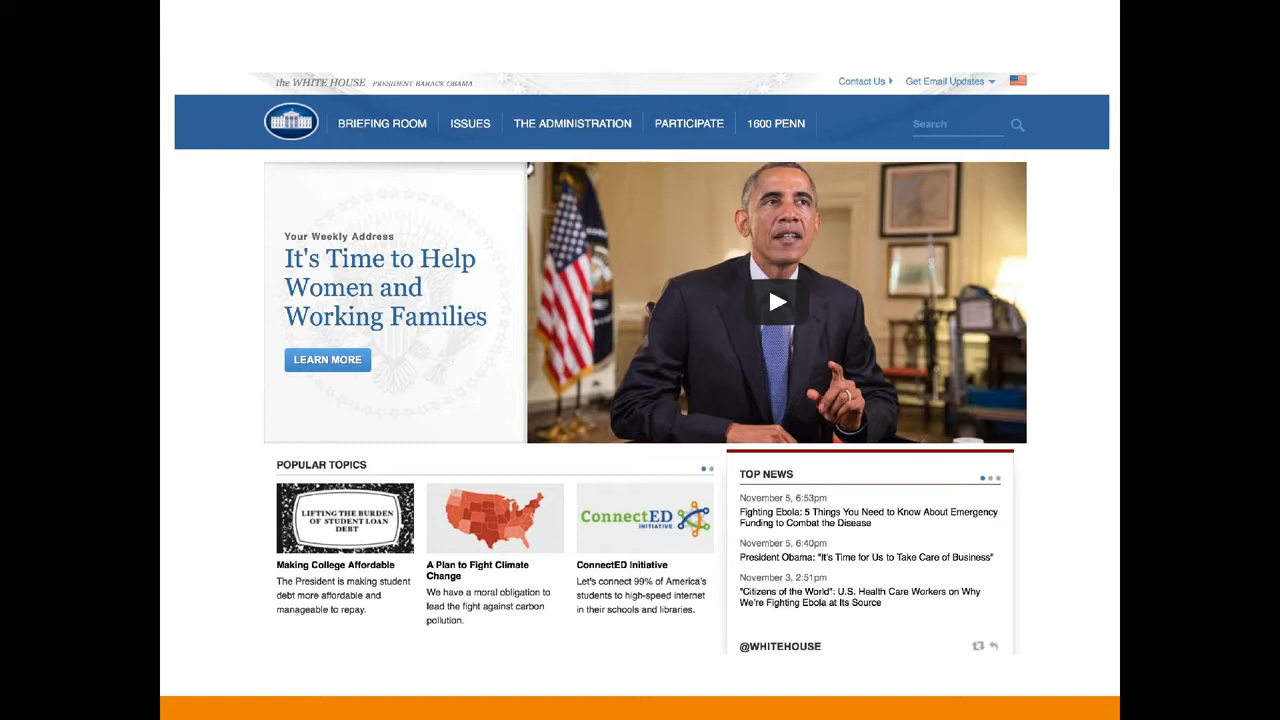 the WHITE HOUSE PRESIDENT BARACK OBAMA
Contact Us
Get Email Updates
BRIEFING ROOM
ISSUES
THE ADMINISTRATION
PARTICIPATE
1600 PENN
Search
Your Weekly Address
It's Time to Help
Women and
Working Families
LEARN MORE
POPULAR TOPICS
LIFTING THE BURDEN
OF STUDENT LOAN
DEBT
Making College Affordable
The President is making student
debt more affordable and
manageable to repay.
A Plan to Fight Climate
Change
We have a moral obligation to
lead the fight against carbon
pollution.
ConnectED
INITIATIVE
ConnectED Initiative
Let's connect 99% of America's
students to high-speed internet
in their schools and libraries.
TOP NEWS
November 5, 6:53pm
Fighting Ebola: 5 Things You Need to Know About Emergency
Funding to Combat the Disease
November 5, 6:40pm
President Obama: "It's Time for Us to Take Care of Business"
November 3, 2:51pm
"Citizens of the World": U.S. Health Care Workers on Why
We're Fighting Ebola at Its Source
@WHITEHOUSE